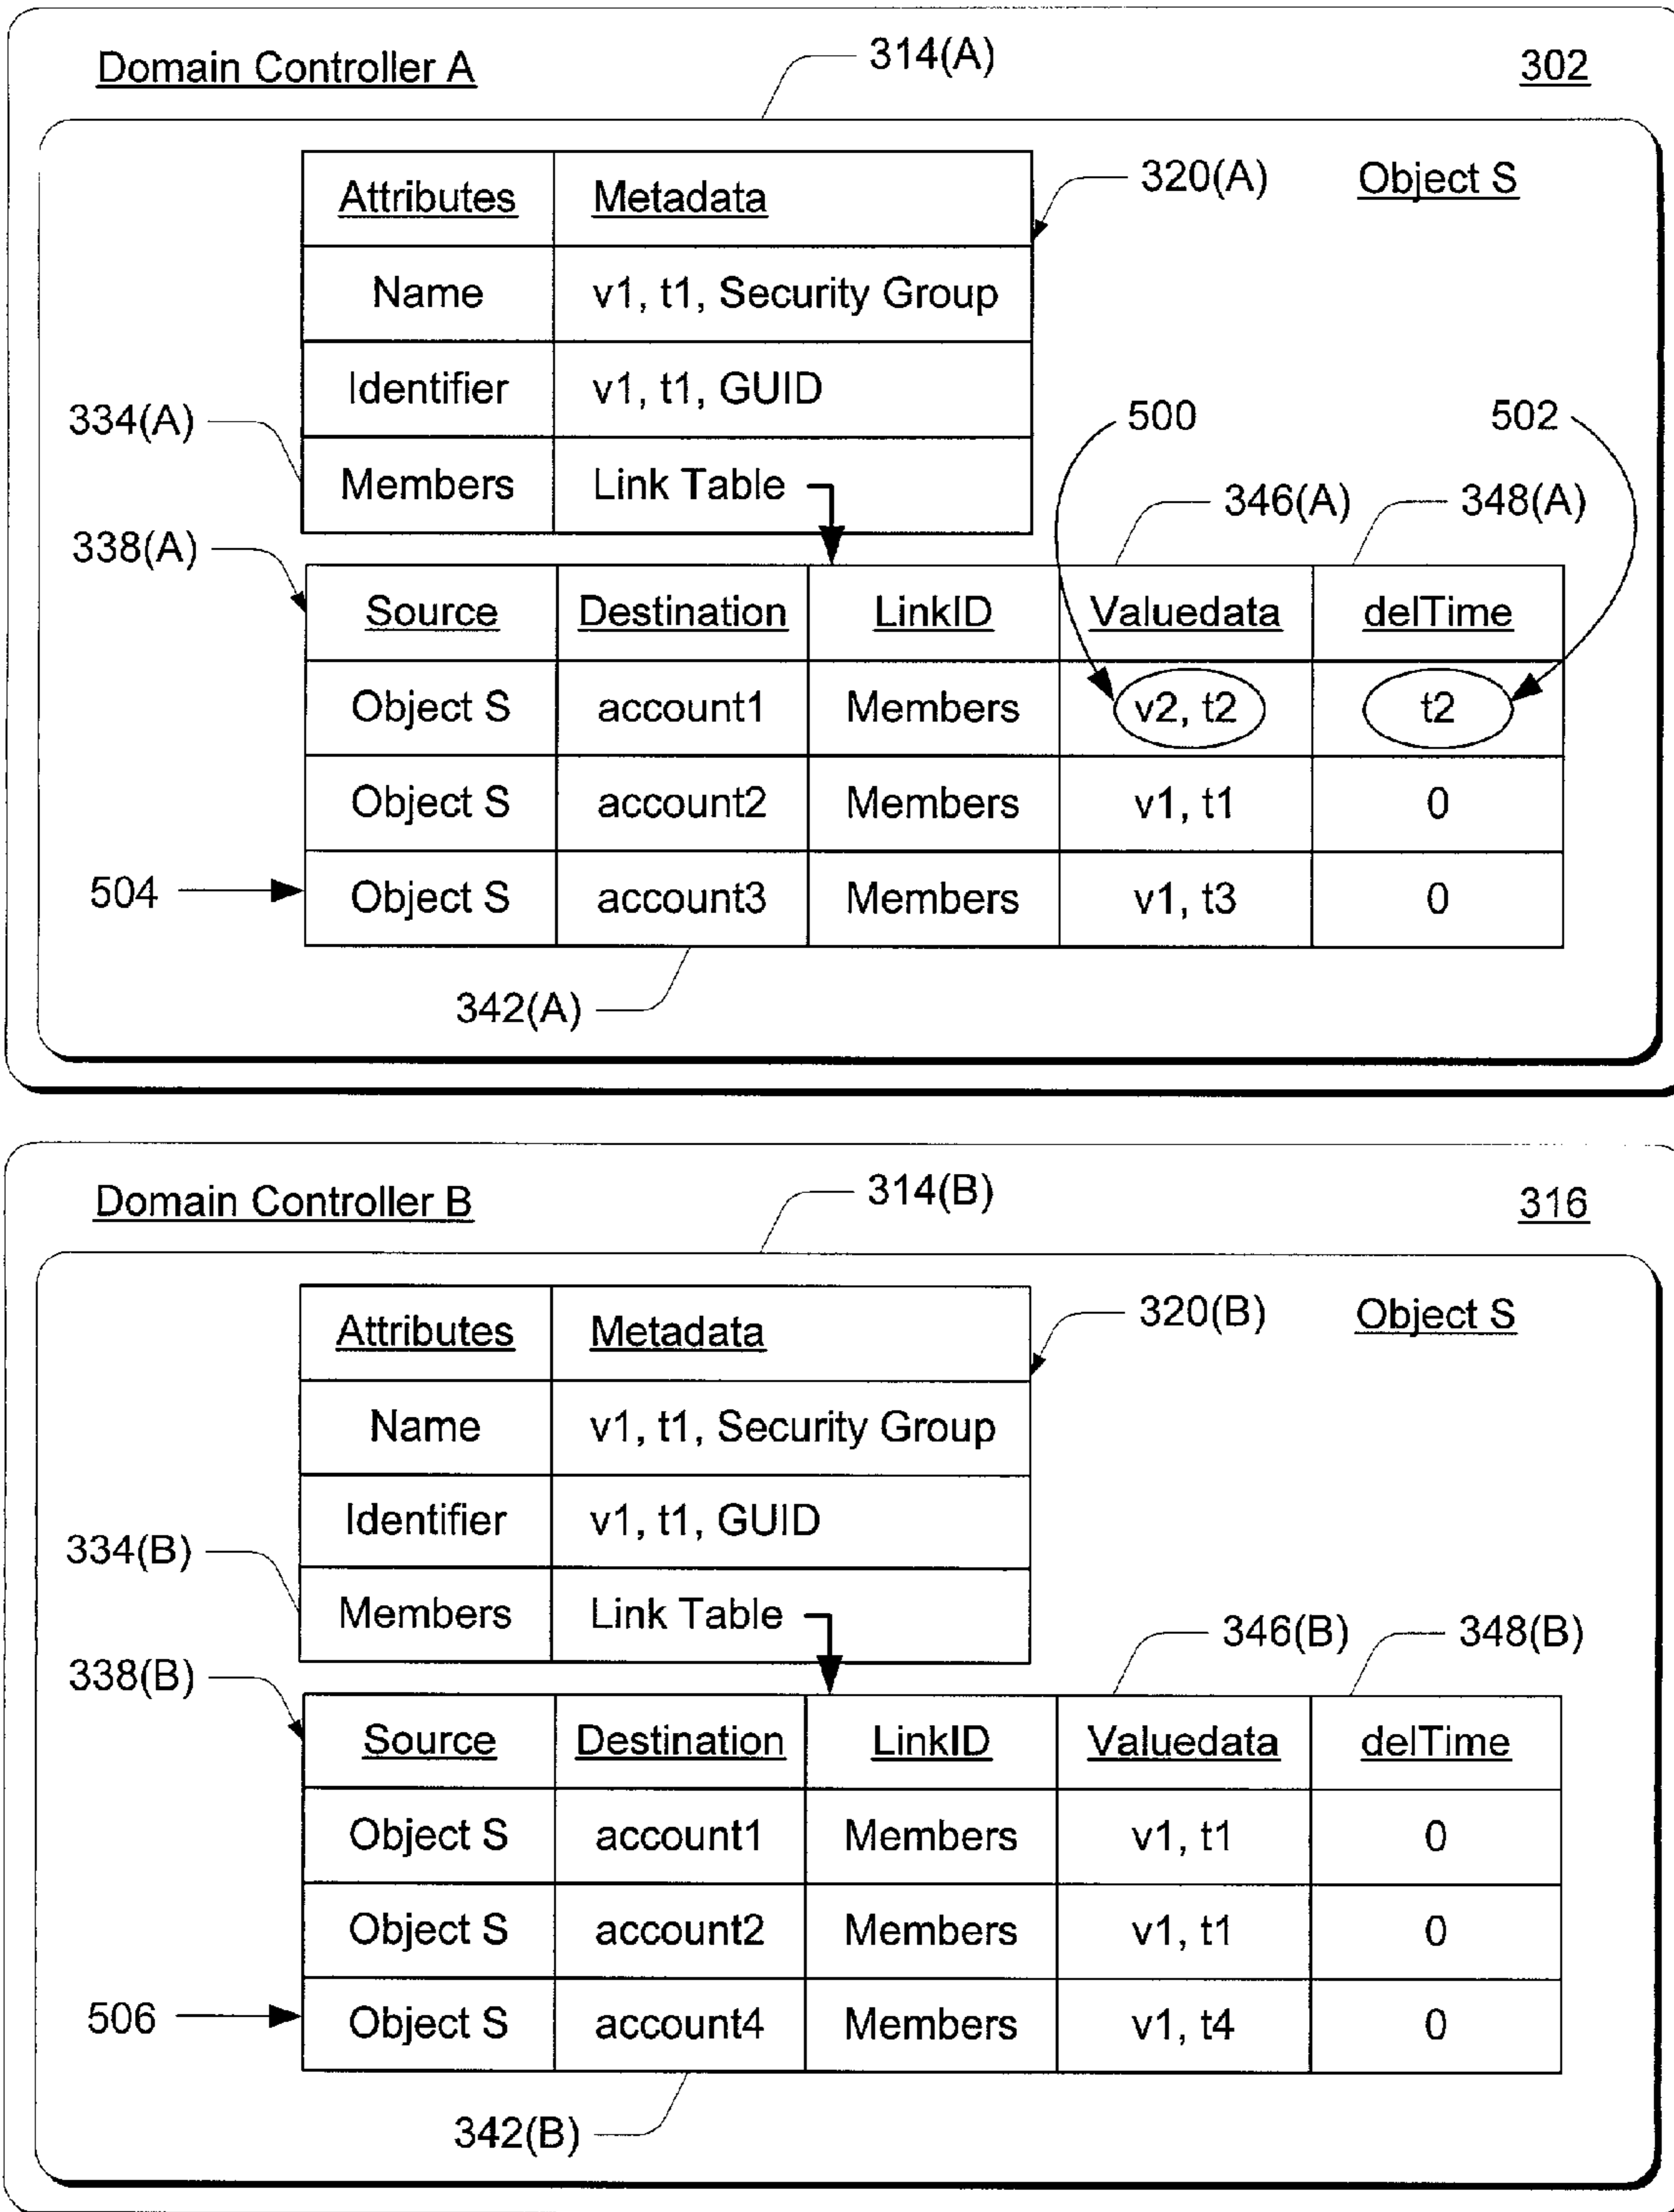 Domain Controller A 314(A) 302
Attributes Metadata 320(A) Object S
Name v1, t1, Security Group
Identifier v1, t1, GUID
334(A) 500 502
Members Link Table 346(A) 348(A)
338(A)
Source Destination LinkID Valuedata delTime
Object S account1 Members v2, t2 t2
Object S account2 Members v1, t1 0
504 Object S account3 Members v1, t3 0
342(A)
Domain Controller B 314(B) 316
Attributes Metadata 320(B) Object S
Name v1, t1, Security Group
Identifier v1, t1, GUID
334(B)
Members Link Table 346(B) 348(B)
338(B)
Source Destination LinkID Valuedata delTime
Object S account1 Members v1, t1 0
Object S account2 Members v1, t1 0
506 Object S account4 Members v1, t4 0
342(B)